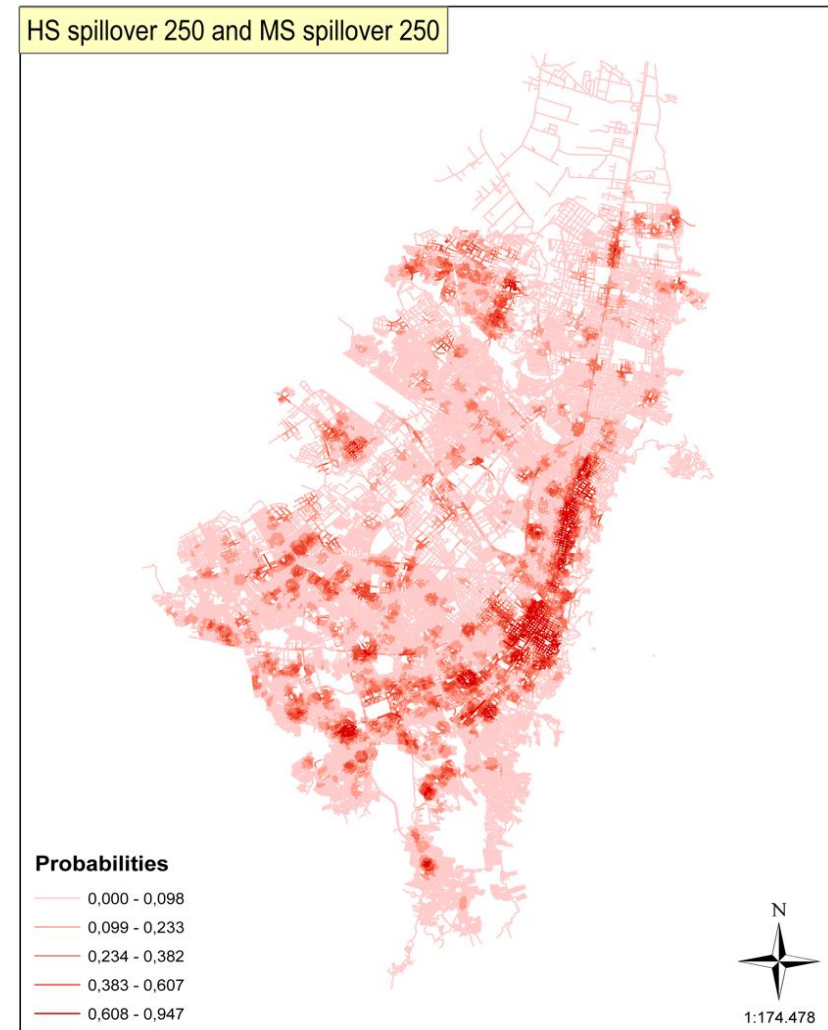 HS spillover 250 and MS spillover 250
Probabilities
0,000 - 0,098
0,099 - 0,233
0,234 - 0,382
0,383 - 0,607
0,608 - 0,947
N
1:174.478